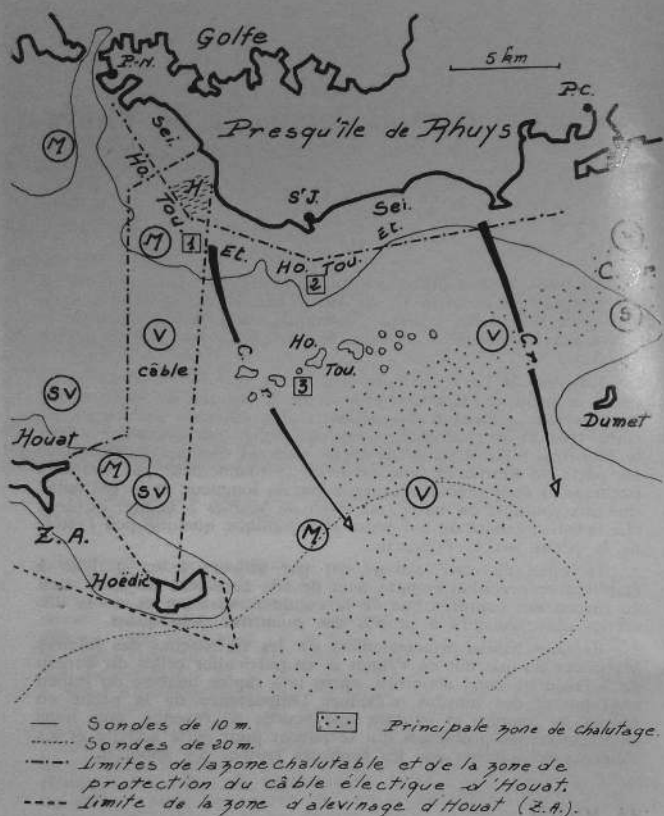 Golfe
P.-N.
5 km
P.C.
Presqu'île de Rhuys
Sei.
M
Ho.
H
St J.
Sei.
Tou.
Et.
M
1
Et.
Ho. Tou.
2
C. r.
S
V
câble
Ho.
V
C. r.
C. r.
Tou.
3
SV
Dumet
Houat
M
SV
V
M
Z.A.
Hoëdic
Sondes de 10 m.
Principale zone de chalutage.
Sondes de 20 m.
Limites de la zone chalutable et de la zone de
protection du câble électique d'Houat.
Limite de la zone d'alevinage d'Houat (Z.A.).